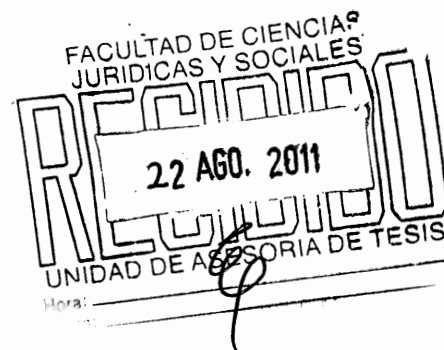 FACULTAD DE CIENCIAS
JURIDICAS Y SOCIALES
RECIBIDO
22 AGO. 2011
UNIDAD DE ASESORIA DE TESIS
Hora: